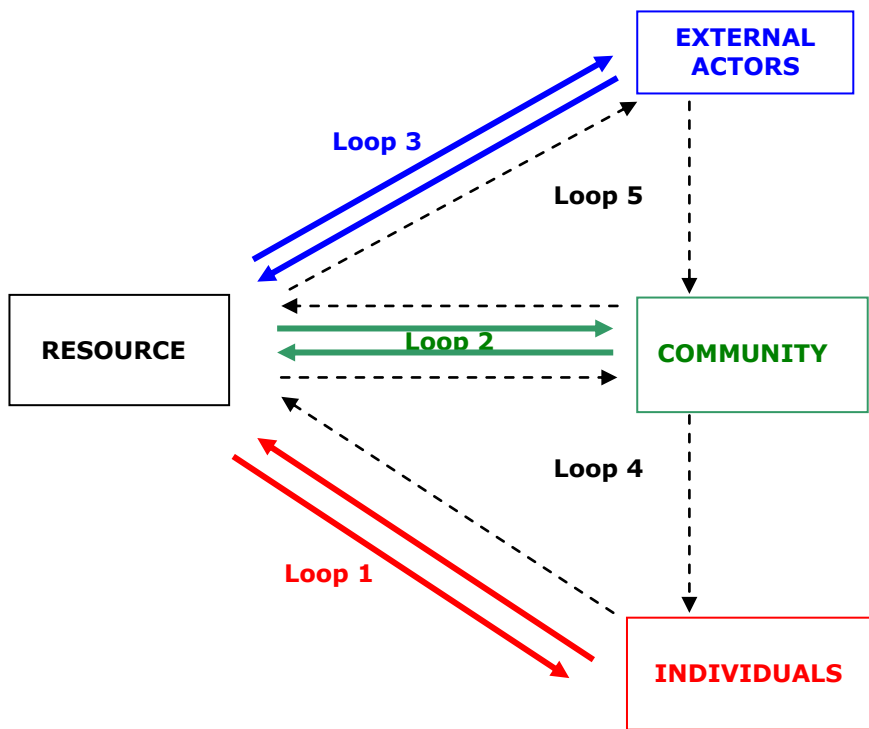 EXTERNAL
ACTORS
Loop 3
Loop 5
RESOURCE
Loop 2
COMMUNITY
Loop 4
Loop 1
INDIVIDUALS